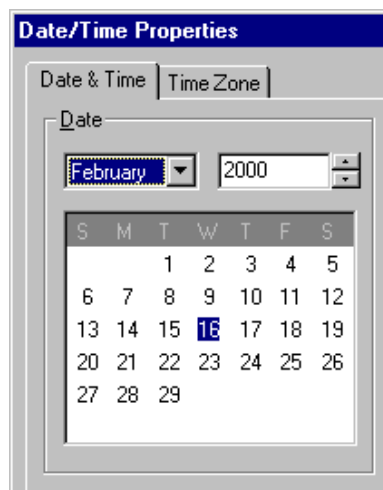 Date/Time Properties
Date & Time Time Zone
Date
February 2000
S M T W T F S
1 2 3 4 5
6 7 8 9 10 11 12
13 14 15 16 17 18 19
20 21 22 23 24 25 26
27 28 29